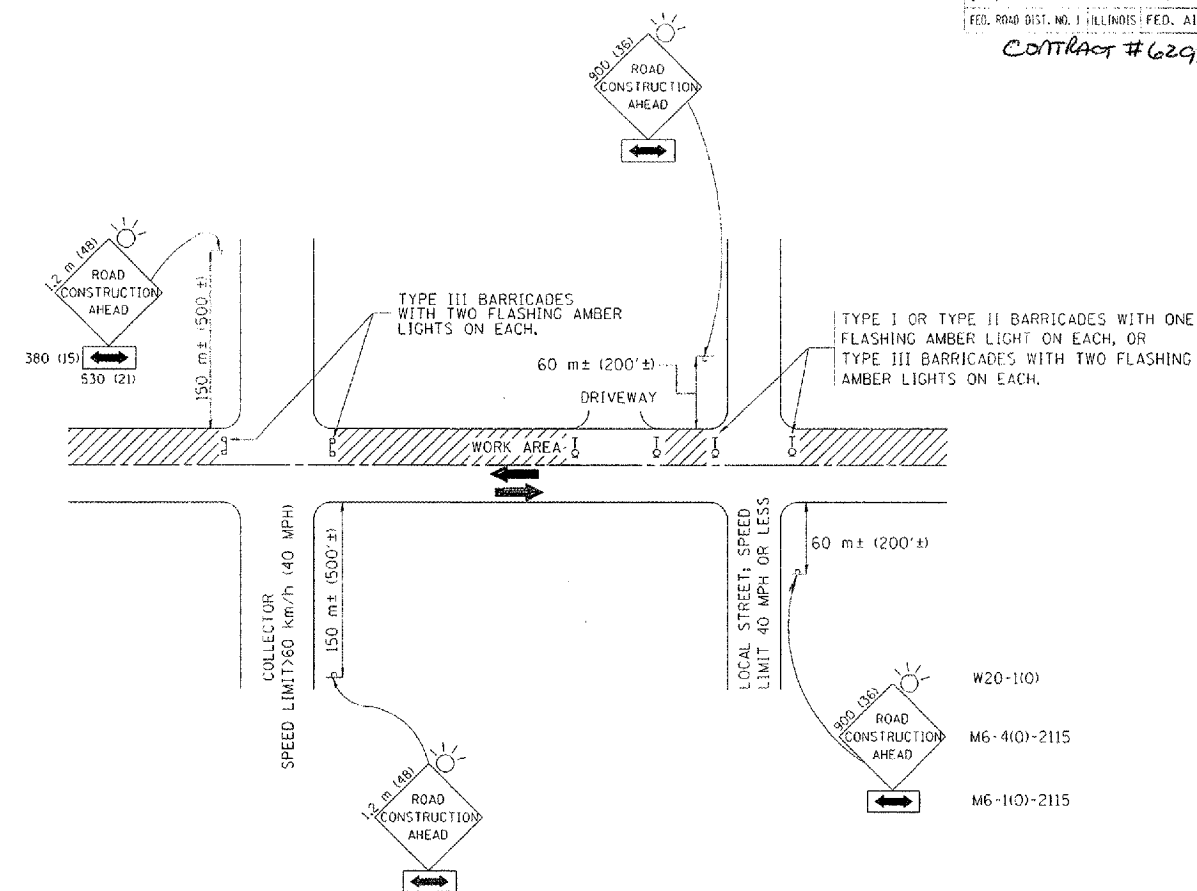 FED. ROAD DIST. NO. 1 ILLINOIS FED. AI
CONTRACT #629
900 (36)
ROAD
CONSTRUCTION
AHEAD
1.2 m (48)
ROAD
CONSTRUCTION
AHEAD
380 (15)
530 (21)
150 m± (500 ±)
TYPE III BARRICADES
WITH TWO FLASHING AMBER
LIGHTS ON EACH.
60 m± (200'±)
DRIVEWAY
TYPE I OR TYPE II BARRICADES WITH ONE
FLASHING AMBER LIGHT ON EACH, OR
TYPE III BARRICADES WITH TWO FLASHING
AMBER LIGHTS ON EACH.
WORK AREA
COLLECTOR
SPEED LIMIT>60 km/h (40 MPH)
150 m± (500'±)
LOCAL STREET; SPEED
LIMIT 40 MPH OR LESS
60 m± (200'±)
900 (36)
ROAD
CONSTRUCTION
AHEAD
W20-1(O)
M6-4(O)-2115
M6-1(O)-2115
1.2 m (48)
ROAD
CONSTRUCTION
AHEAD